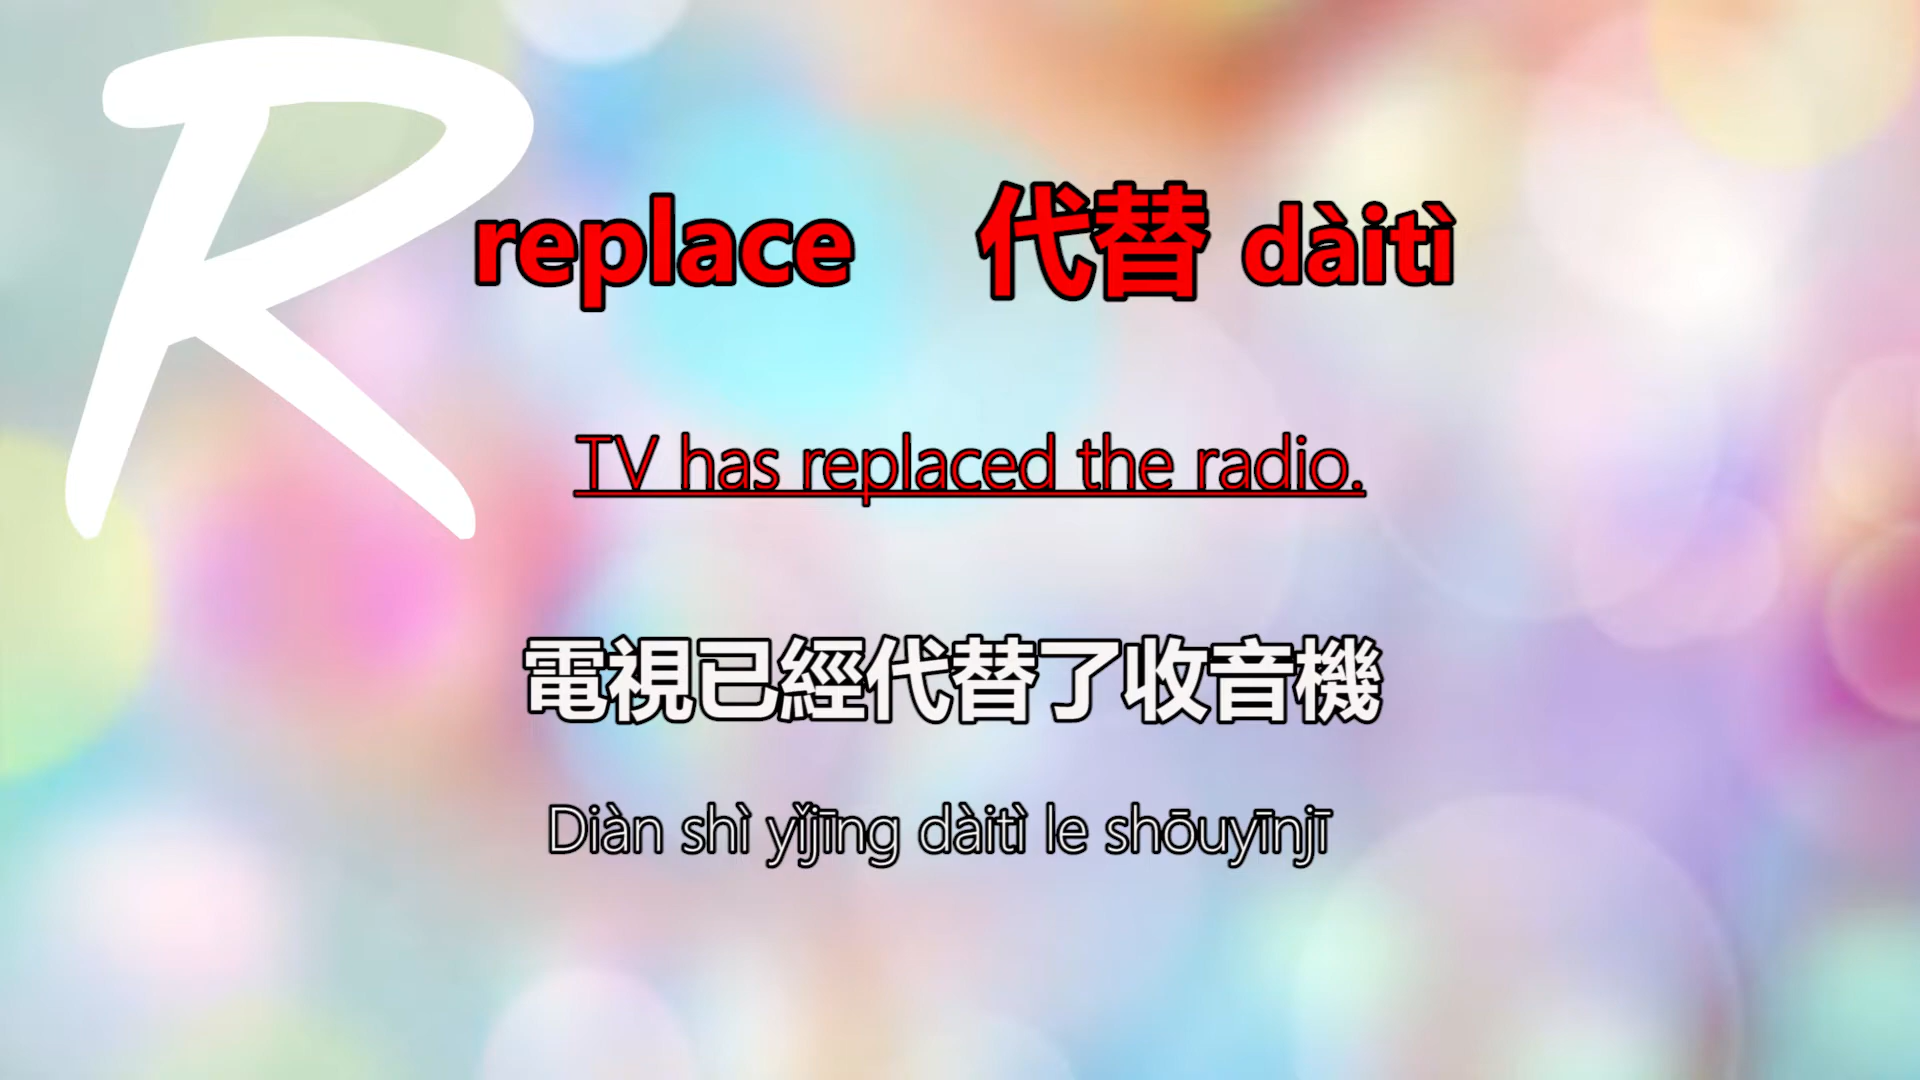 R
replace 代替 dàitì
TV has replaced the radio.
電視已經代替了收音機
Diàn shì yǐjīng dàitì le shōuyīnjī